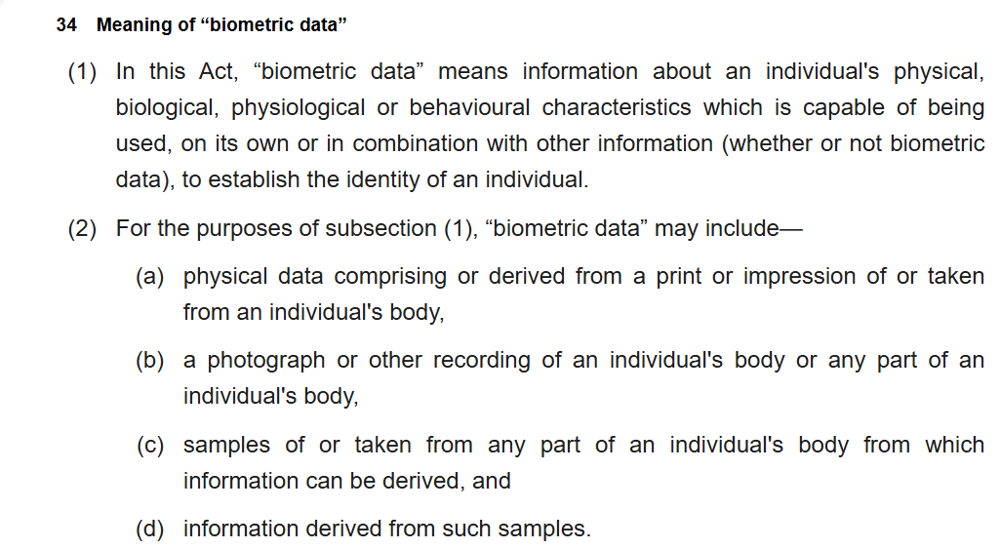 34 Meaning of “biometric data”
(1) In this Act, “biometric data” means information about an individual's physical,
biological, physiological or behavioural characteristics which is capable of being
used, on its own or in combination with other information (whether or not biometric
data), to establish the identity of an individual.
(2) For the purposes of subsection (1), “biometric data” may include—
(a) physical data comprising or derived from a print or impression of or taken
from an individual's body,
(b) a photograph or other recording of an individual's body or any part of an
individual's body,
(c) samples of or taken from any part of an individual's body from which
information can be derived, and
(d) information derived from such samples.